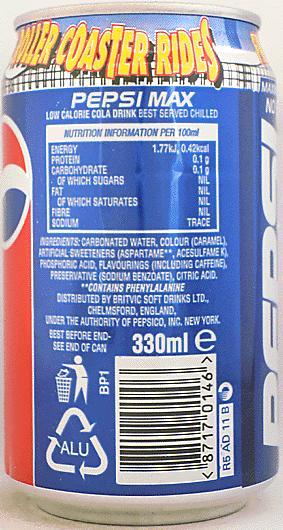 ROLLER COASTER RIDES
PEPSI MAX
LOW CALORIE COLA DRINK BEST SERVED CHILLED
NUTRITION INFORMATION PER 100ml
ENERGY 1.77kJ, 0.42kcal
PROTEIN 0.1 g
CARBOHYDRATE 0.1 g
OF WHICH SUGARS NIL
FAT NIL
OF WHICH SATURATES NIL
FIBRE NIL
SODIUM TRACE
INGREDIENTS: CARBONATED WATER, COLOUR (CARAMEL),
ARTIFICIAL SWEETENERS (ASPARTAME**, ACESULFAME K),
PHOSPHORIC ACID, FLAVOURINGS (INCLUDING CAFFEINE),
PRESERVATIVE (SODIUM BENZOATE), CITRIC ACID.
**CONTAINS PHENYLALANINE
DISTRIBUTED BY BRITVIC SOFT DRINKS LTD.,
CHELMSFORD, ENGLAND,
UNDER THE AUTHORITY OF PEPSICO, INC. NEW YORK.
BEST BEFORE END-
SEE END OF CAN
330ml e
BP1
ALU
<87170146>
R5 AD 11 B
PEPSI